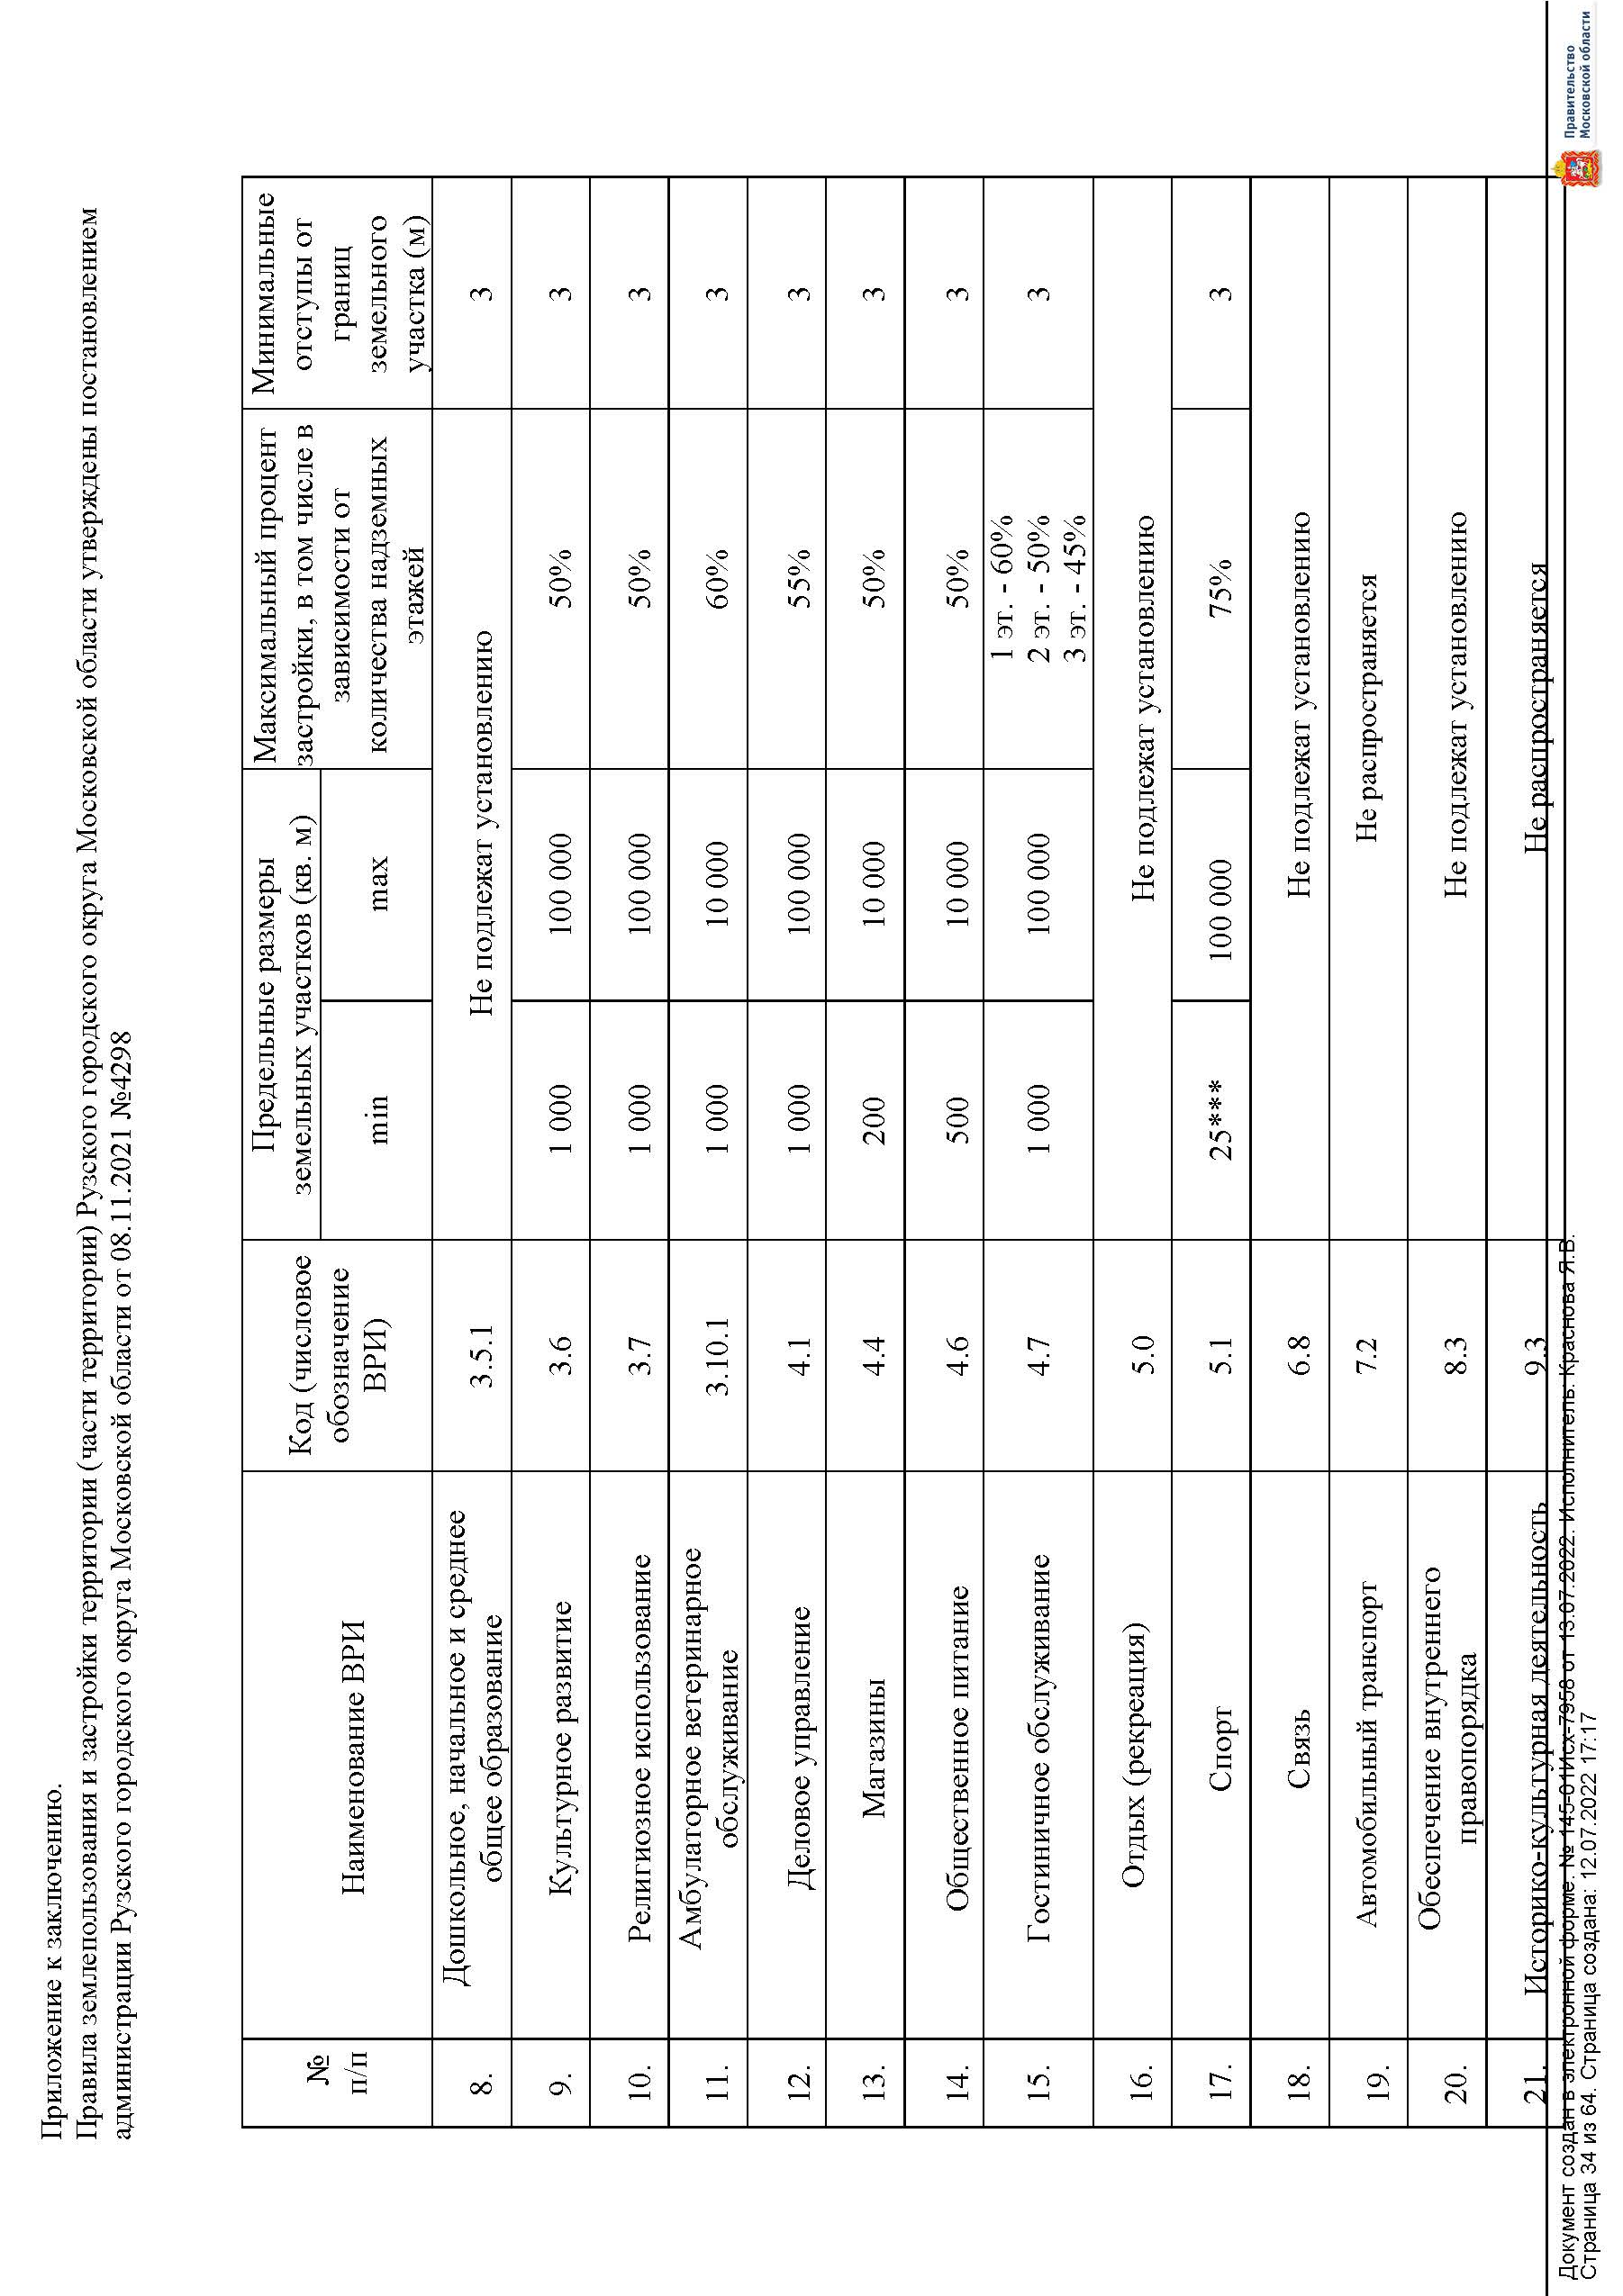 Приложение к заключению.
Правила землепользования и застройки территории (части территории) Рузского городского округа Московской области утверждены постановлением
администрации Рузского городского округа Московской области от 08.11.2021 №4298
№
п/п
Наименование ВРИ
Код (числовое
обозначение
ВРИ)
Предельные размеры
земельных участков (кв. м)
min
max
Максимальный процент
застройки, в том числе в
зависимости от
количества надземных
этажей
Минимальные
отступы от
границ
земельного
участка (м)
8.
Дошкольное, начальное и среднее
общее образование
3.5.1
Не подлежат установлению
3
9.
Культурное развитие
3.6
1 000
100 000
50%
3
10.
Религиозное использование
3.7
1 000
100 000
50%
3
11.
Амбулаторное ветеринарное
обслуживание
3.10.1
1 000
10 000
60%
3
12.
Деловое управление
4.1
1 000
100 000
55%
3
13.
Магазины
4.4
200
10 000
50%
3
14.
Общественное питание
4.6
500
10 000
50%
3
15.
Гостиничное обслуживание
4.7
1 000
100 000
1 эт. - 60%
2 эт. - 50%
3 эт. - 45%
3
16.
Отдых (рекреация)
5.0
Не подлежат установлению
17.
Спорт
5.1
25***
100 000
75%
3
18.
Связь
6.8
Не подлежат установлению
19.
Автомобильный транспорт
7.2
Не распространяется
20.
Обеспечение внутреннего
правопорядка
8.3
Не подлежат установлению
21.
Историко-культурная деятельность
9.3
Не распространяется
Документ создан в электронной форме. № 145-01Исх-7958 от 13.07.2022. Исполнитель: Краснова Я.В.
Страница 34 из 64. Страница создана: 12.07.2022 17:17
Правительство
Московской области